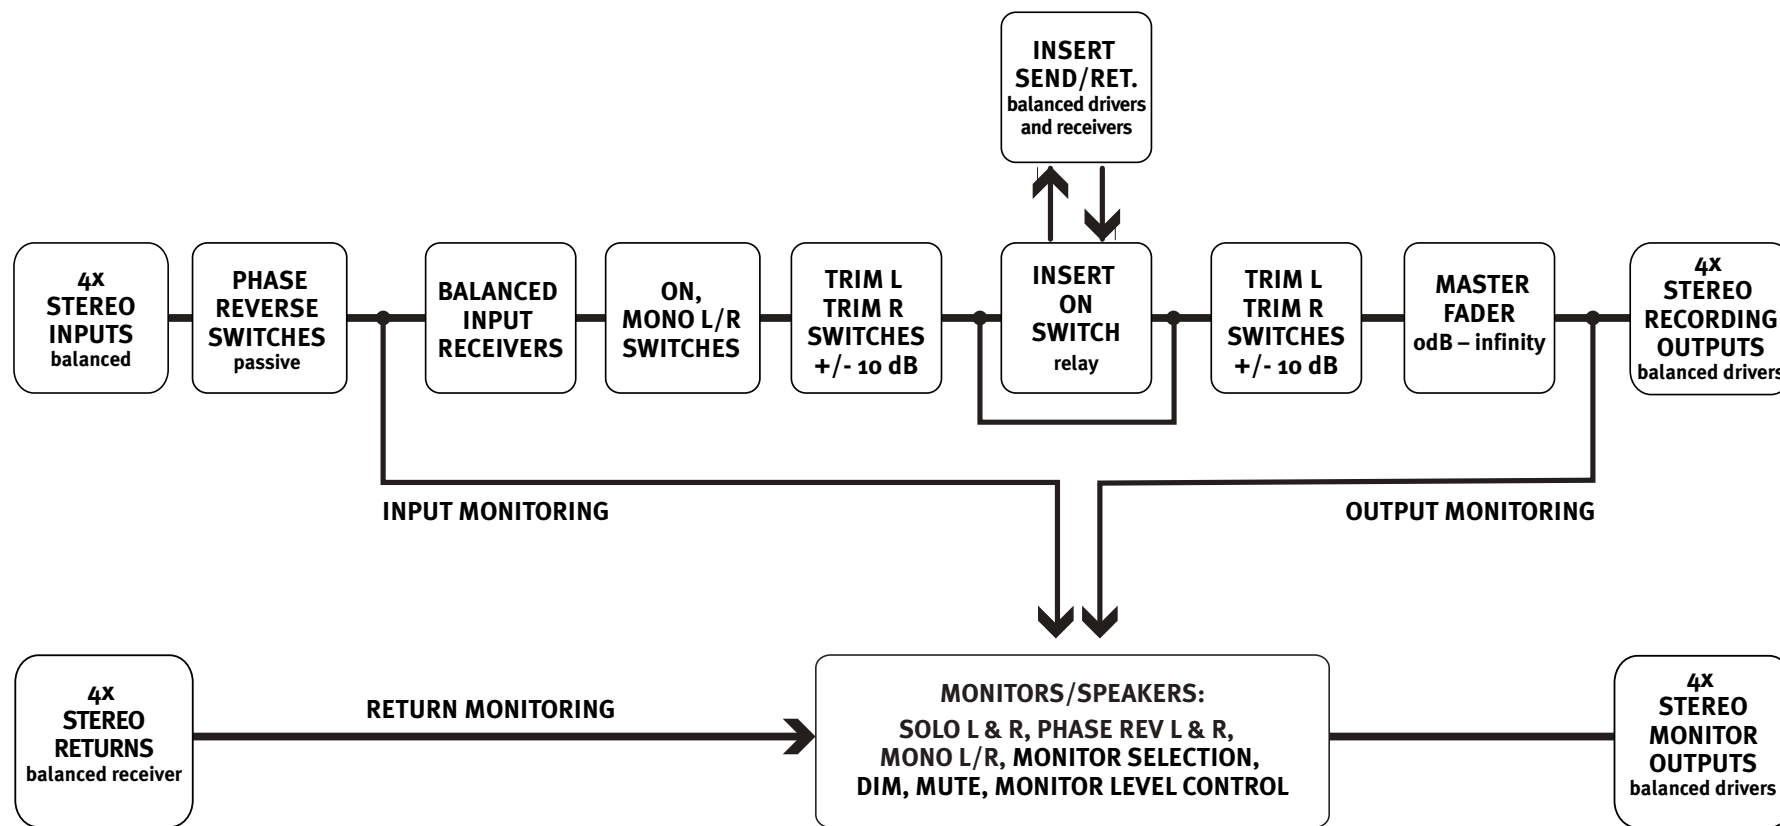 INSERT
SEND/RET.
balanced drivers
and receivers
4x
STEREO
INPUTS
balanced
PHASE
REVERSE
SWITCHES
passive
BALANCED
INPUT
RECEIVERS
ON,
MONO L/R
SWITCHES
TRIM L
TRIM R
SWITCHES
+/- 10 dB
INSERT
ON
SWITCH
relay
TRIM L
TRIM R
SWITCHES
+/- 10 dB
MASTER
FADER
0dB – infinity
4x
STEREO
RECORDING
OUTPUTS
balanced drivers
INPUT MONITORING
OUTPUT MONITORING
4x
STEREO
RETURNS
balanced receiver
RETURN MONITORING
MONITORS/SPEAKERS:
SOLO L & R, PHASE REV L & R,
MONO L/R, MONITOR SELECTION,
DIM, MUTE, MONITOR LEVEL CONTROL
4x
STEREO
MONITOR
OUTPUTS
balanced drivers